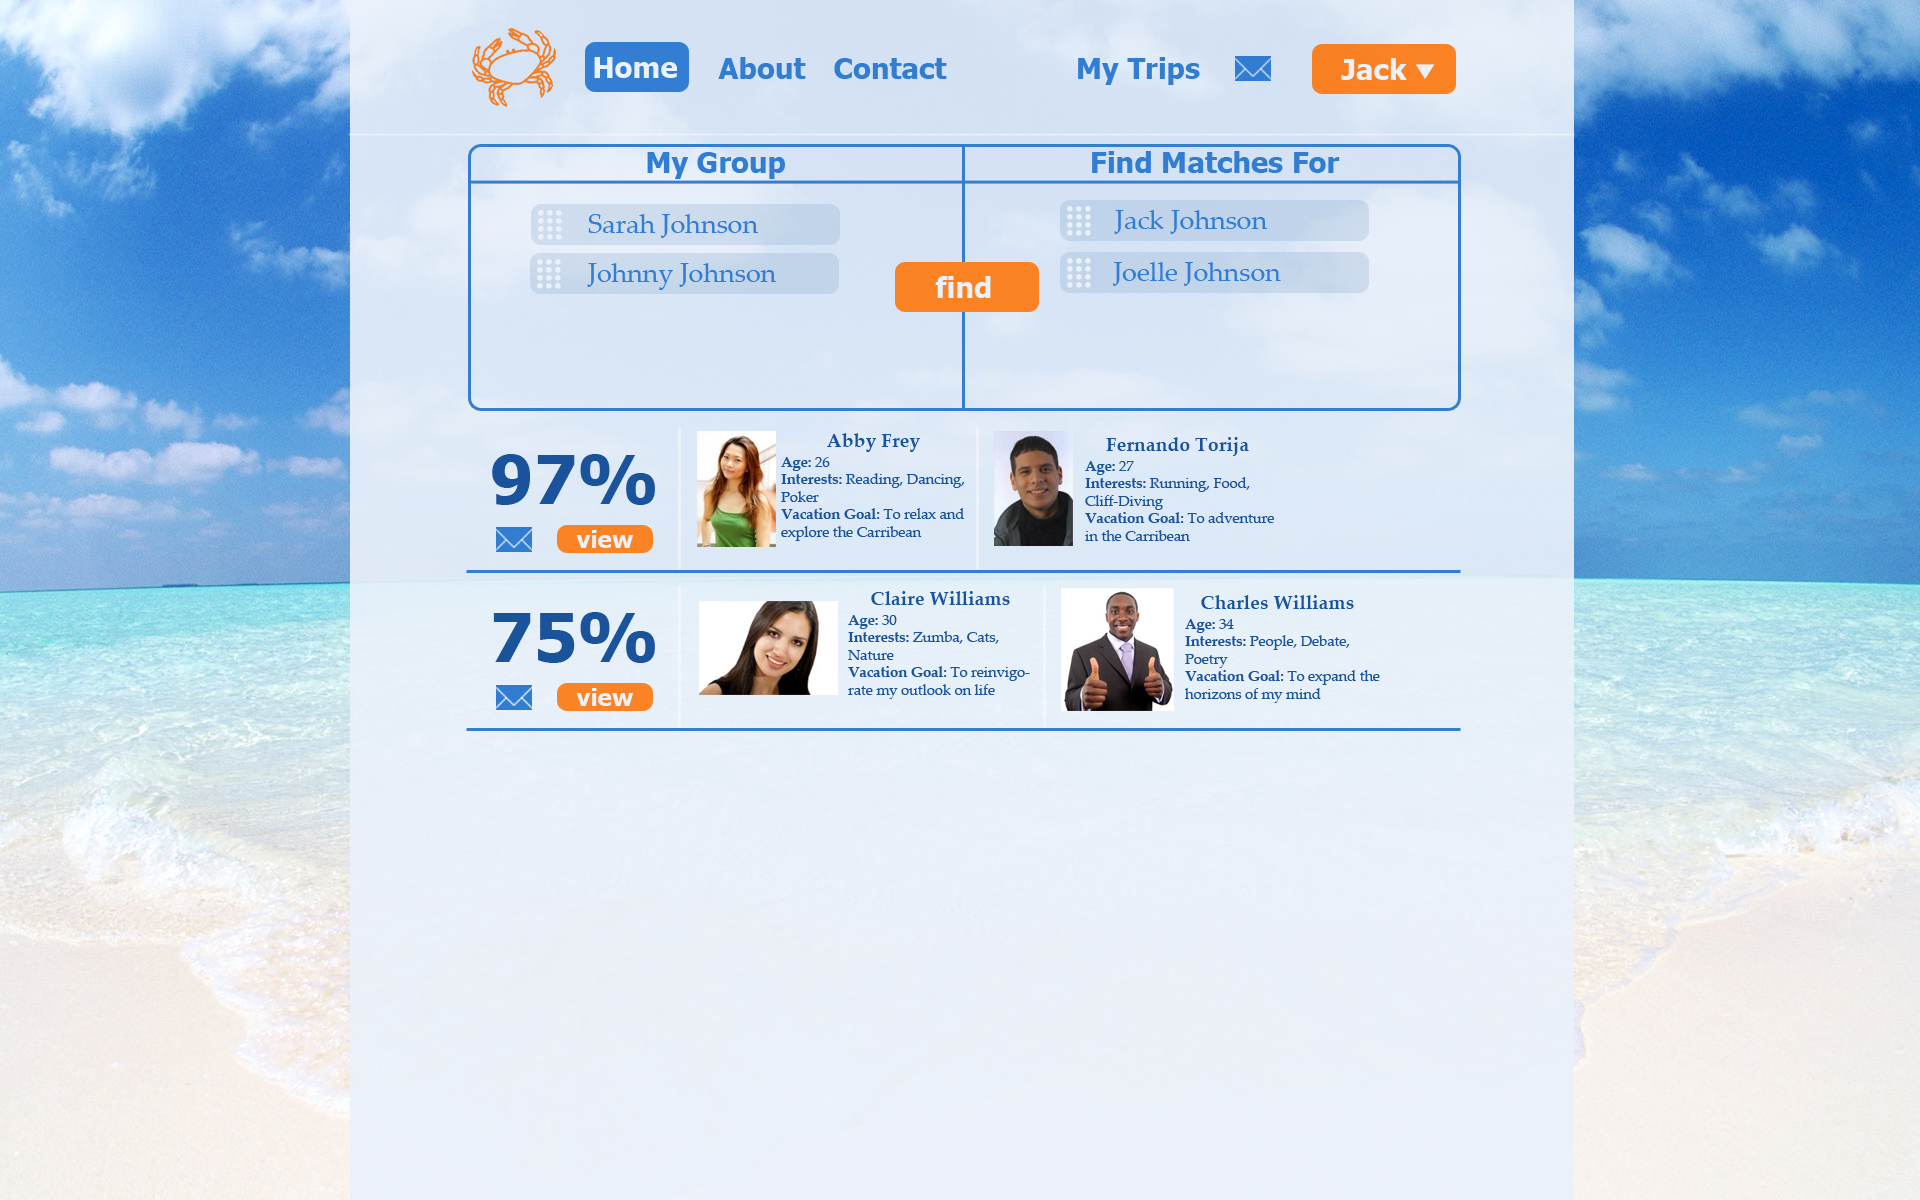 Home About Contact My Trips Jack
My Group
Find Matches For
Sarah Johnson
Johnny Johnson
Jack Johnson
Joelle Johnson
find
97%
view
Abby Frey
Age: 26
Interests: Reading, Dancing,
Poker
Vacation Goal: To relax and
explore the Carribean
Fernando Torija
Age: 27
Interests: Running, Food,
Cliff-Diving
Vacation Goal: To adventure
in the Carribean
75%
view
Claire Williams
Age: 30
Interests: Zumba, Cats,
Nature
Vacation Goal: To reinvigo-
rate my outlook on life
Charles Williams
Age: 34
Interests: People, Debate,
Poetry
Vacation Goal: To expand the
horizons of my mind